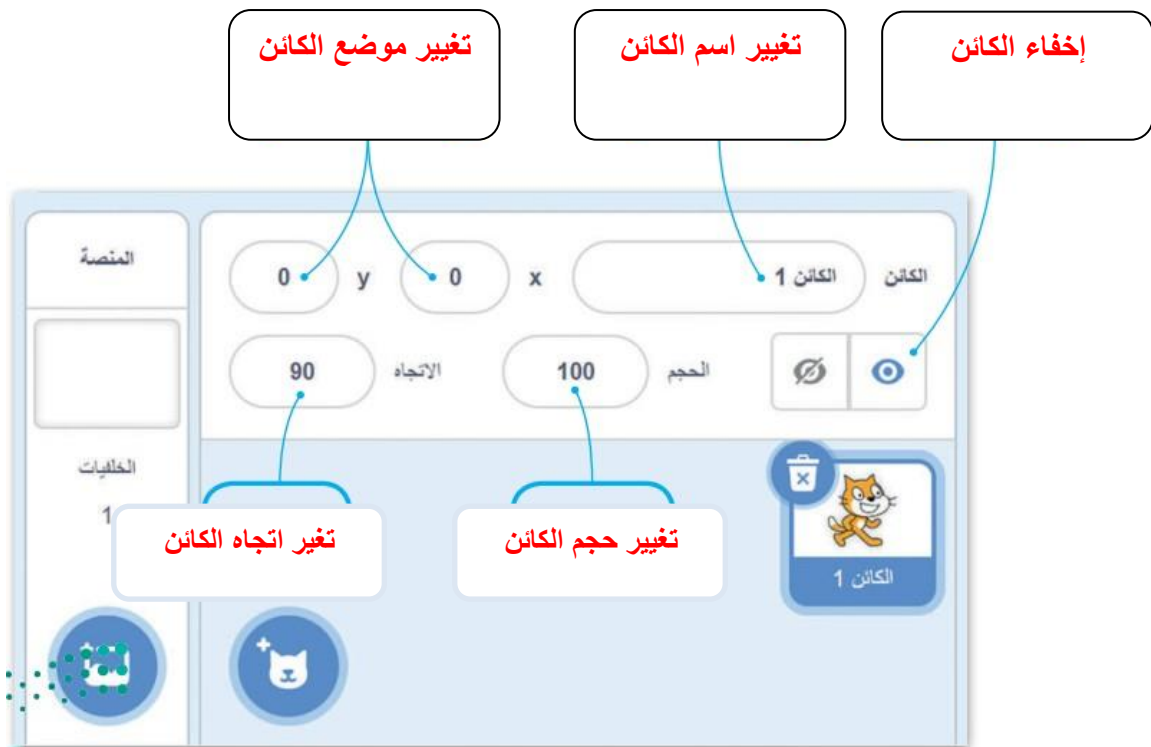 إخفاء الكائن
تغيير اسم الكائن
تغيير موضع الكائن
الكائن
الكائن 1
x
0
y
0
المنصة
الحجم
100
الاتجاه
90
الخلفيات
1
تغيير حجم الكائن
تغير اتجاه الكائن
الكائن 1